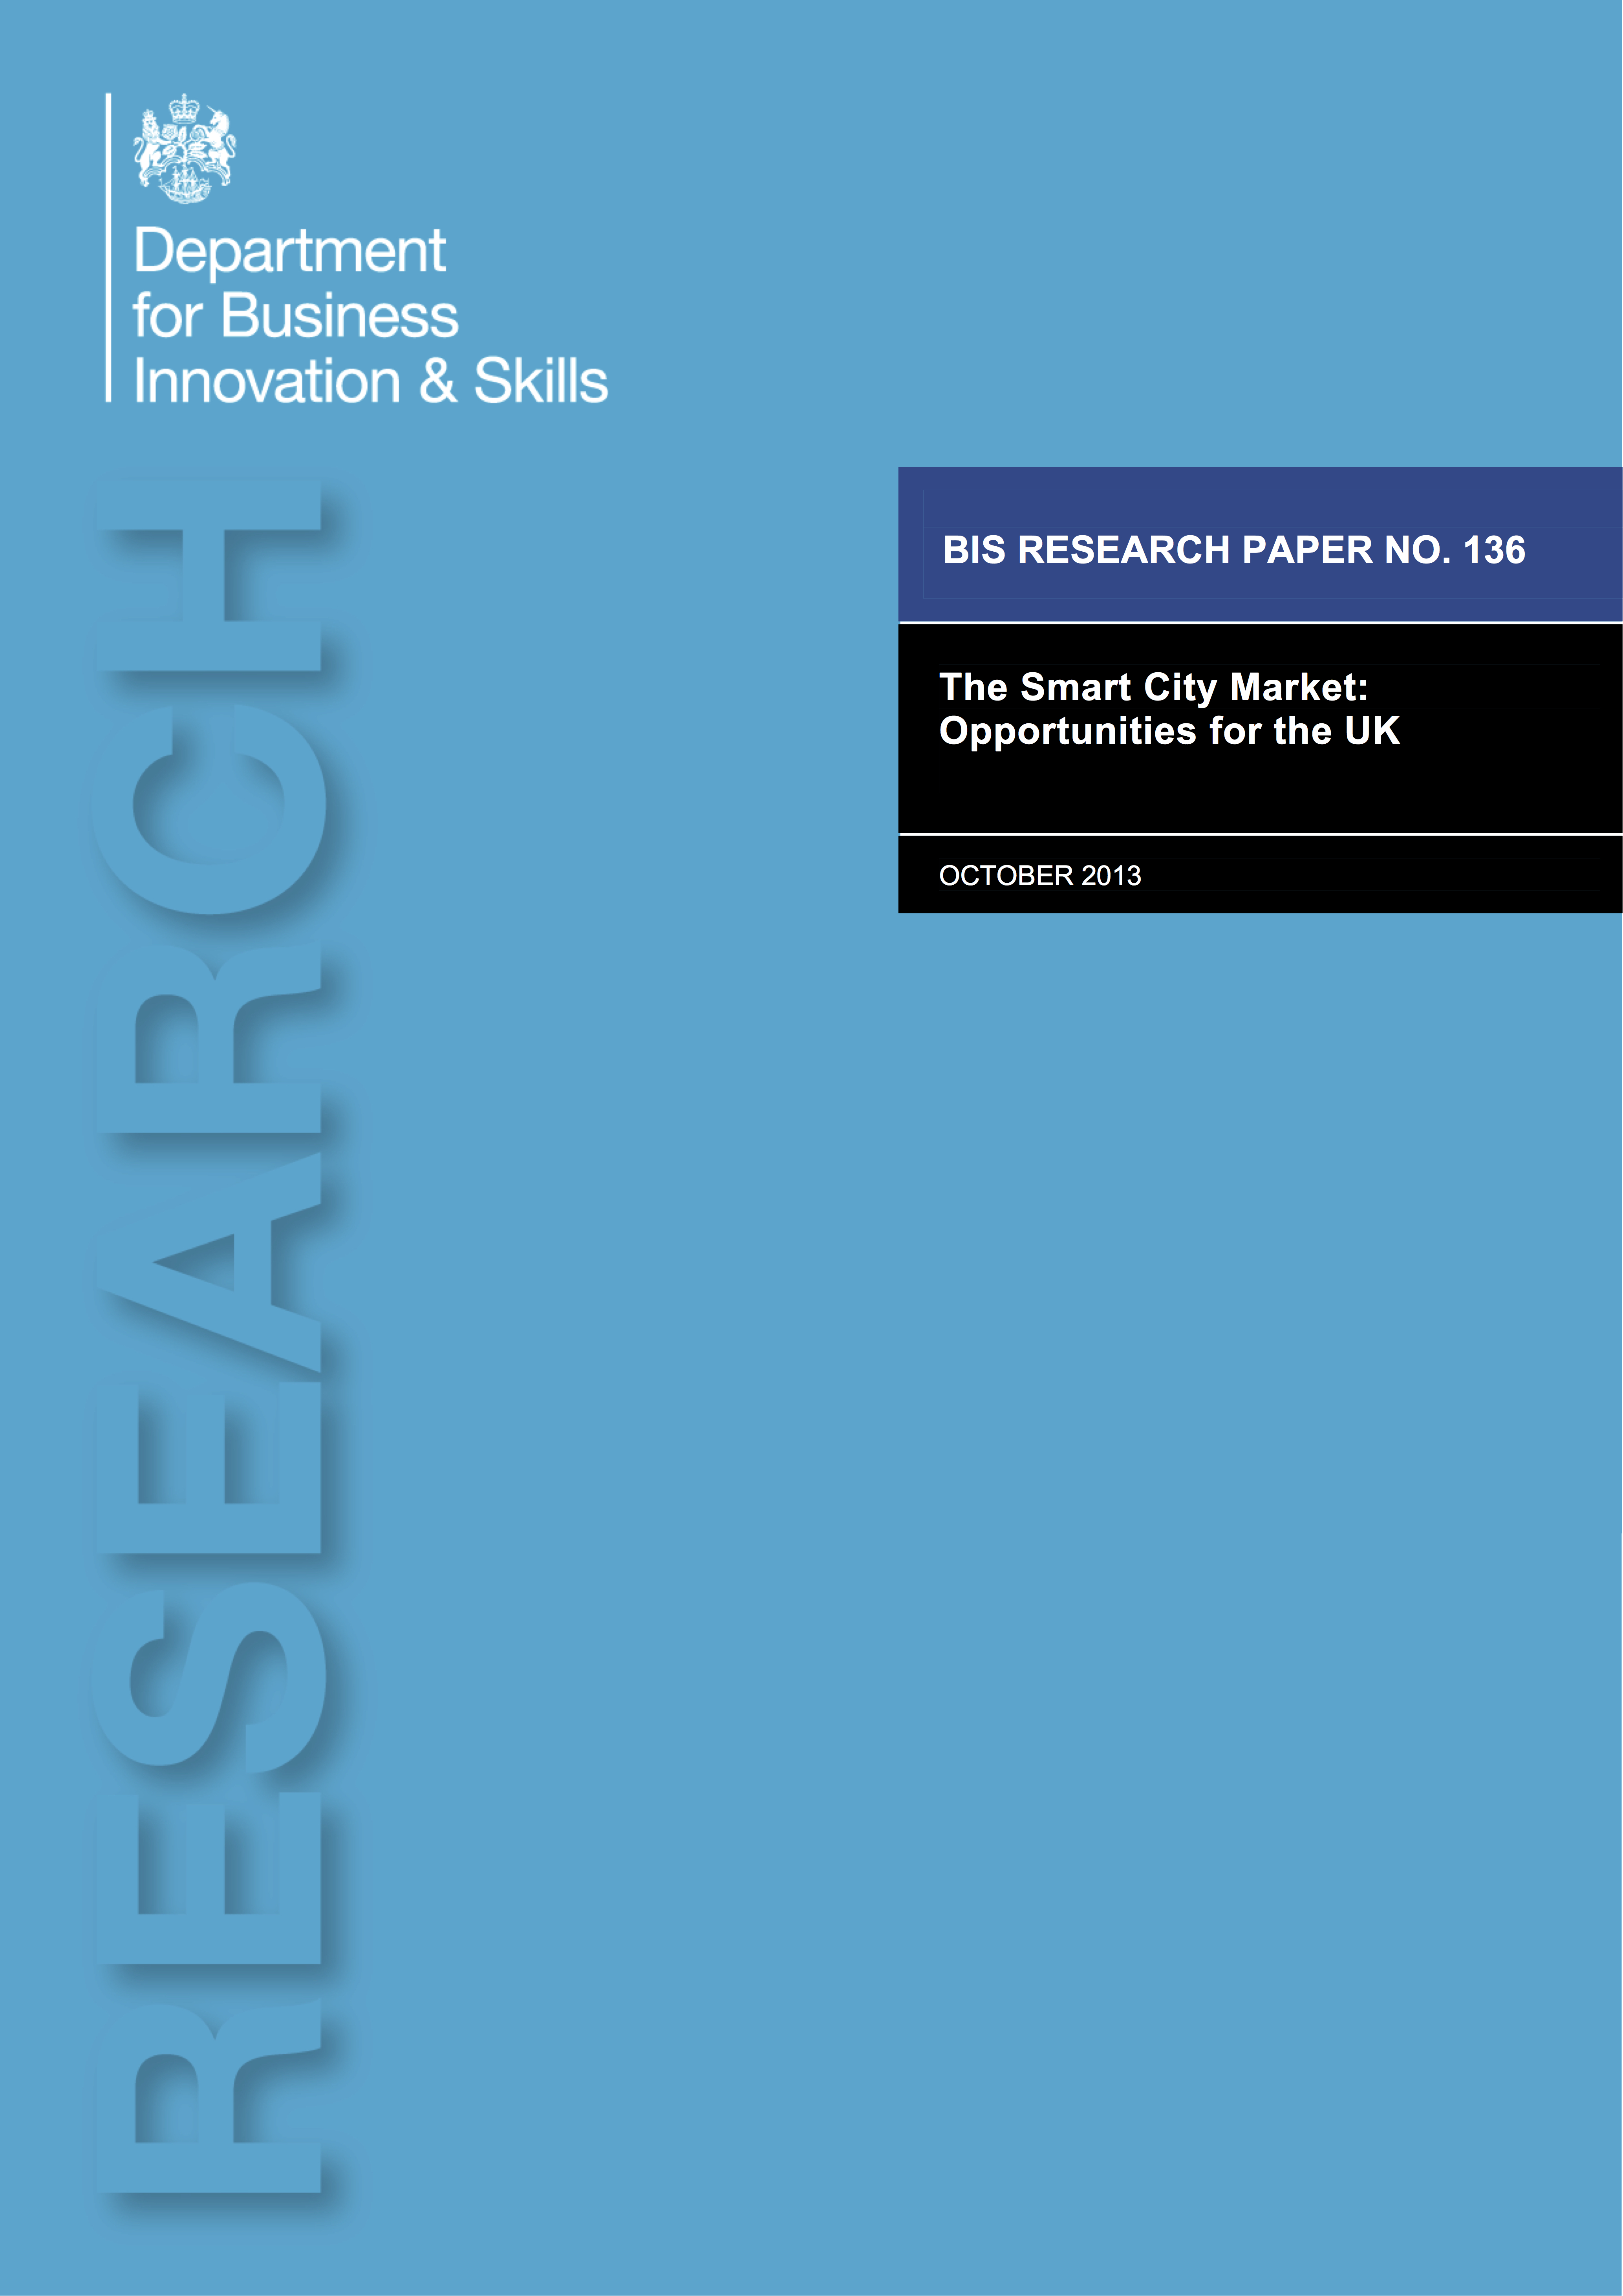 Department
for Business
Innovation & Skills
RESEARCH
BIS RESEARCH PAPER NO. 136
The Smart City Market:
Opportunities for the UK
OCTOBER 2013